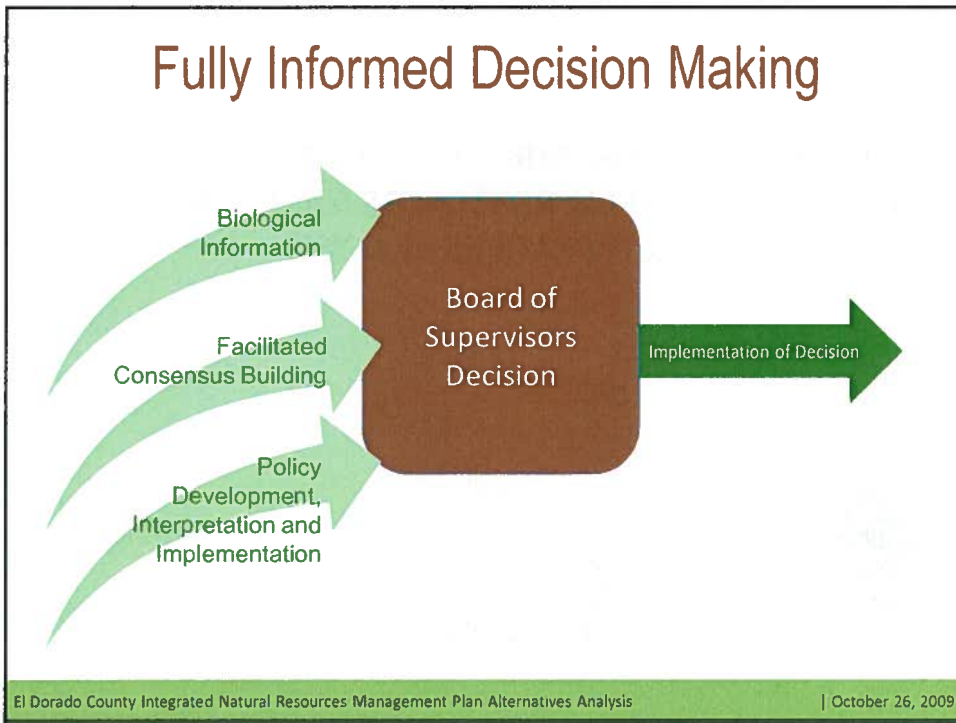 Fully Informed Decision Making
Biological
Information
Facilitated
Consensus Building
Policy
Development,
Interpretation and
Implementation
Board of
Supervisors
Decision
Implementation of Decision
El Dorado County Integrated Natural Resources Management Plan Alternatives Analysis | October 26, 2009